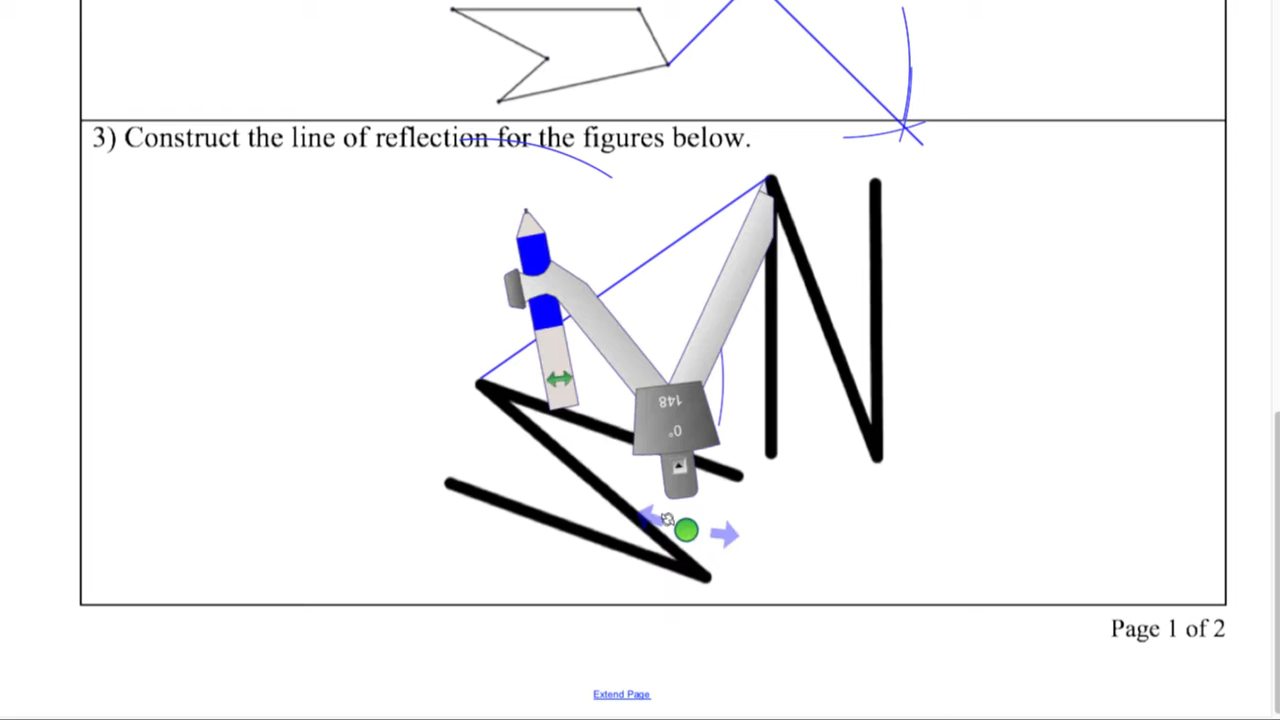 3) Construct the line of reflection for the figures below.
148
0°
Page 1 of 2
Extend Page